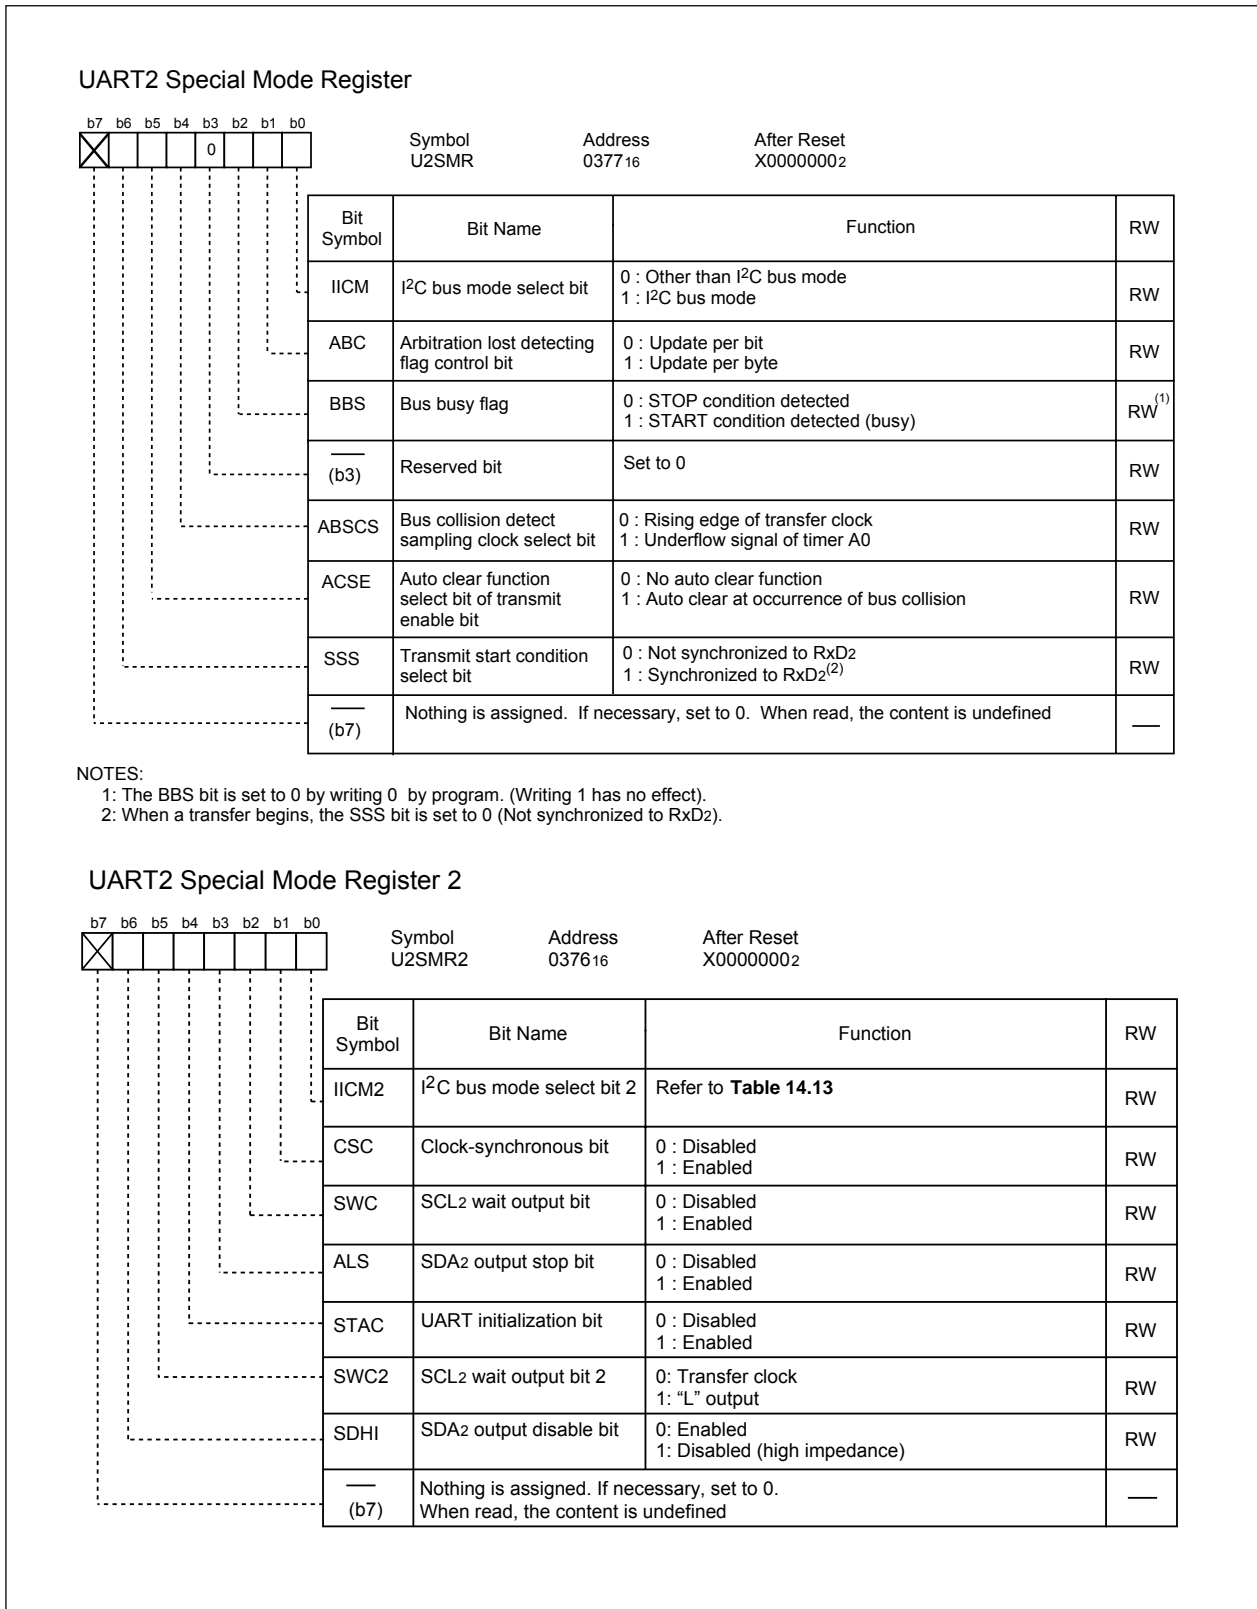 UART2 Special Mode Register
b7 b6 b5 b4 b3 b2 b1 b0
0
Symbol Address After Reset
U2SMR 037716 X00000002
Bit Symbol Bit Name Function RW
IICM I2C bus mode select bit 0 : Other than I2C bus mode
1 : I2C bus mode RW
ABC Arbitration lost detecting 0 : Update per bit
flag control bit 1 : Update per byte RW
BBS Bus busy flag 0 : STOP condition detected
1 : START condition detected (busy) RW(1)
(b3) Reserved bit Set to 0 RW
ABSCS Bus collision detect 0 : Rising edge of transfer clock
sampling clock select bit 1 : Underflow signal of timer A0 RW
ACSE Auto clear function 0 : No auto clear function
select bit of transmit 1 : Auto clear at occurrence of bus collision RW
enable bit
SSS Transmit start condition 0 : Not synchronized to RxD2
select bit 1 : Synchronized to RxD2(2) RW
(b7) Nothing is assigned. If necessary, set to 0. When read, the content is undefined —
NOTES:
1: The BBS bit is set to 0 by writing 0 by program. (Writing 1 has no effect).
2: When a transfer begins, the SSS bit is set to 0 (Not synchronized to RxD2).
UART2 Special Mode Register 2
b7 b6 b5 b4 b3 b2 b1 b0
Symbol Address After Reset
U2SMR2 037616 X00000002
Bit Symbol Bit Name Function RW
IICM2 I2C bus mode select bit 2 Refer to Table 14.13 RW
CSC Clock-synchronous bit 0 : Disabled
1 : Enabled RW
SWC SCL2 wait output bit 0 : Disabled
1 : Enabled RW
ALS SDA2 output stop bit 0 : Disabled
1 : Enabled RW
STAC UART initialization bit 0 : Disabled
1 : Enabled RW
SWC2 SCL2 wait output bit 2 0: Transfer clock
1: “L” output RW
SDHI SDA2 output disable bit 0: Enabled
1: Disabled (high impedance) RW
(b7) Nothing is assigned. If necessary, set to 0.
When read, the content is undefined —